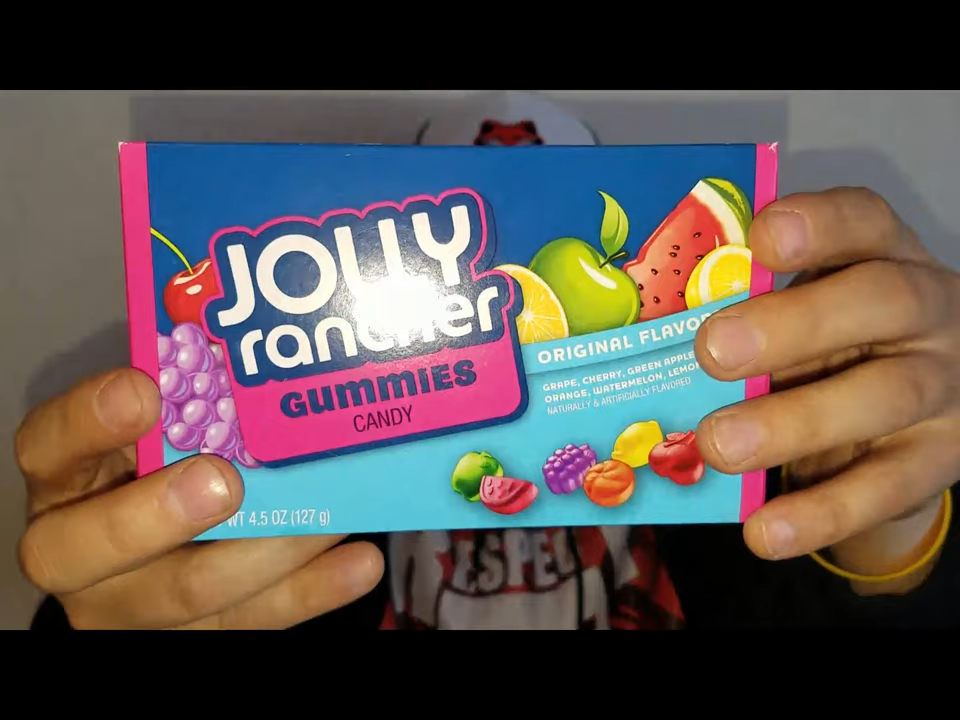 JOLLY
rancher
GUMMIES
CANDY
ORIGINAL FLAVOR
GRAPE, CHERRY, GREEN APPLE
ORANGE, WATERMELON, LEMON
NATURALLY & ARTIFICIALLY FLAVORED
WT 4.5 OZ (127 g)
ESPEC